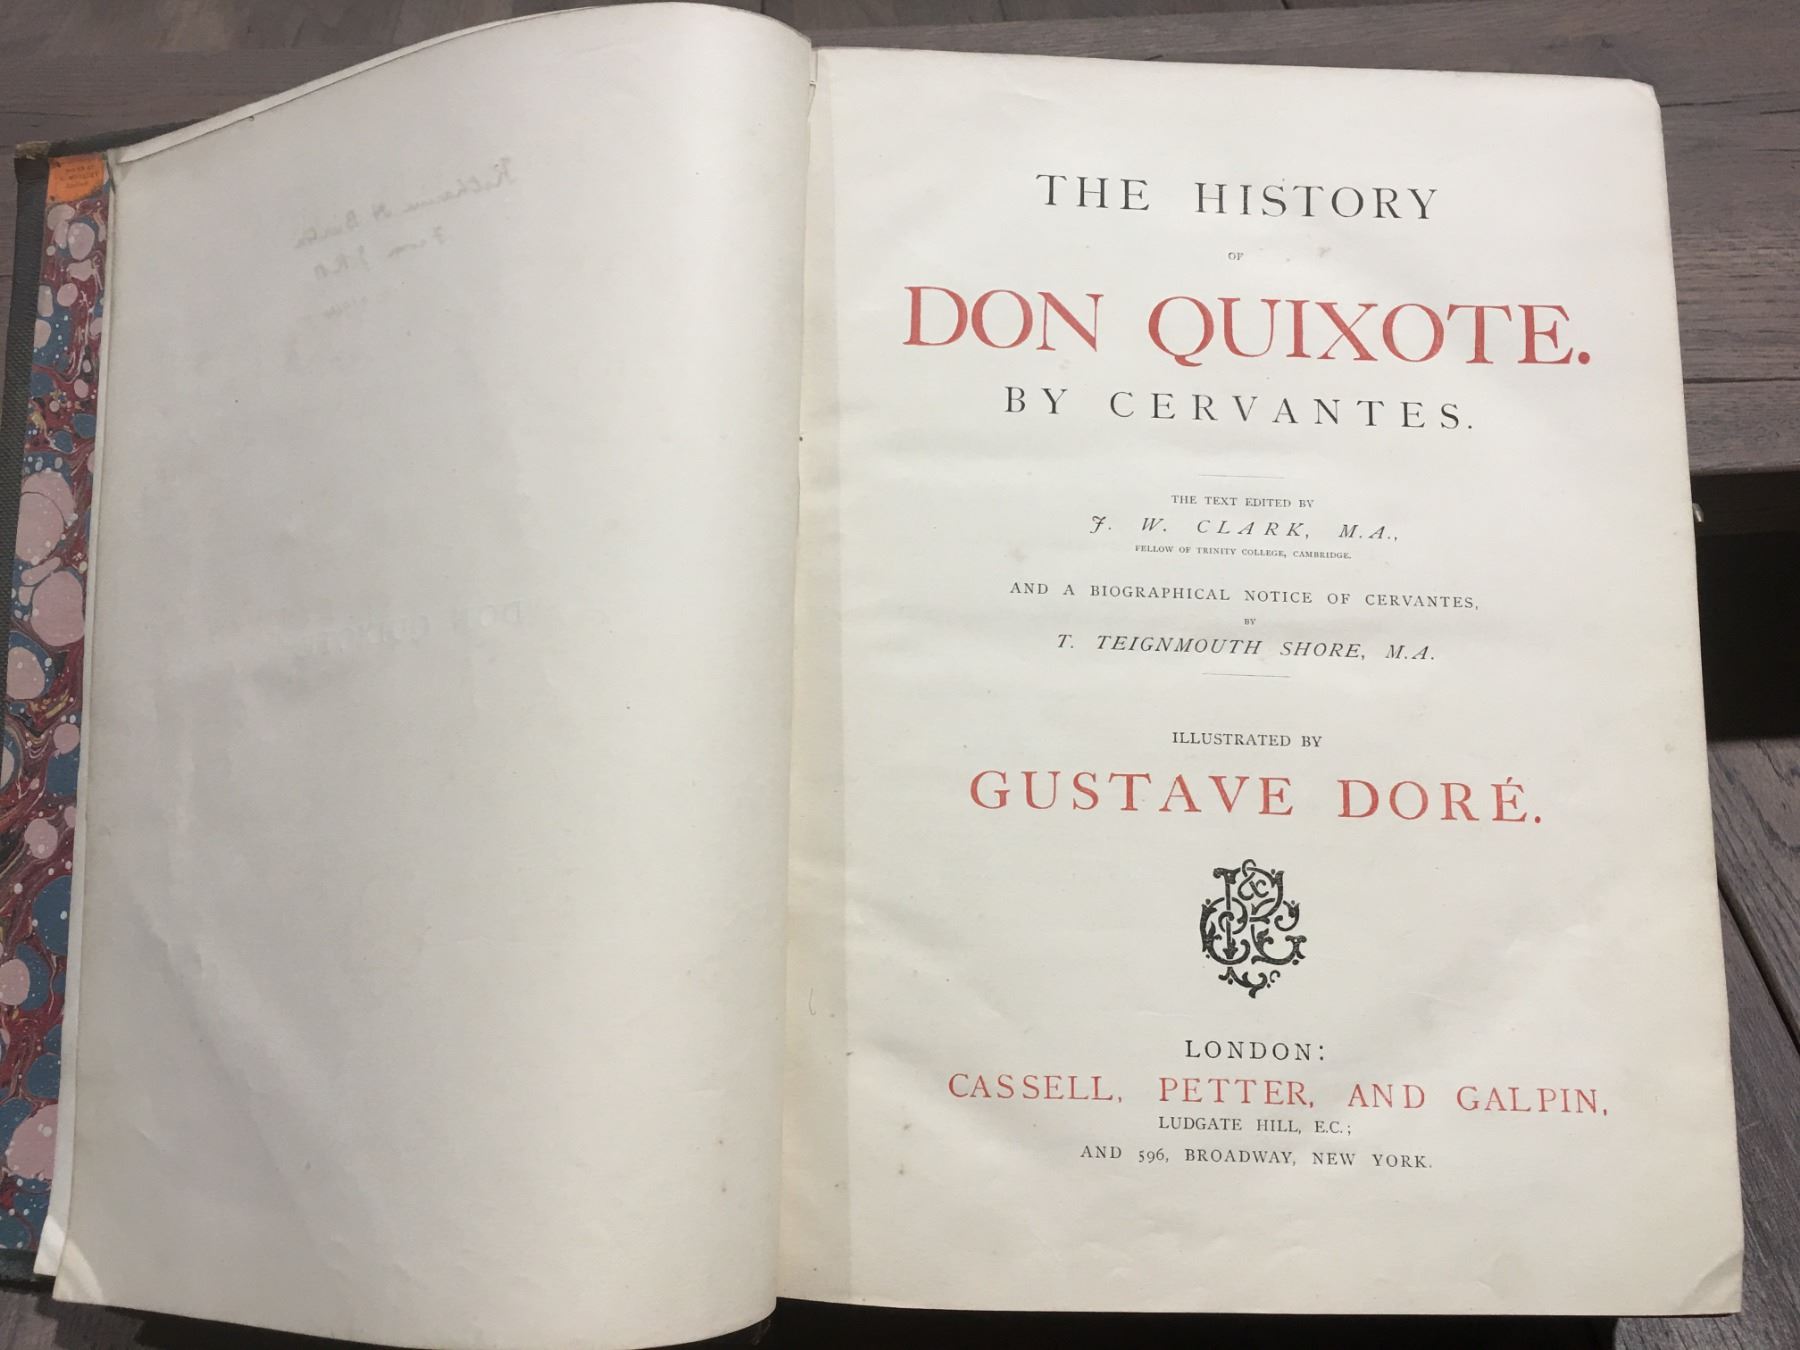 THE HISTORY
OF
DON QUIXOTE.
BY CERVANTES.
THE TEXT EDITED BY
J. W. CLARK, M.A.,
FELLOW OF TRINITY COLLEGE, CAMBRIDGE.
AND A BIOGRAPHICAL NOTICE OF CERVANTES,
BY
T. TEIGNMOUTH SHORE, M.A.
ILLUSTRATED BY
GUSTAVE DORÉ.
LONDON:
CASSELL, PETTER, AND GALPIN,
LUDGATE HILL, E.C.;
AND 596, BROADWAY, NEW YORK.